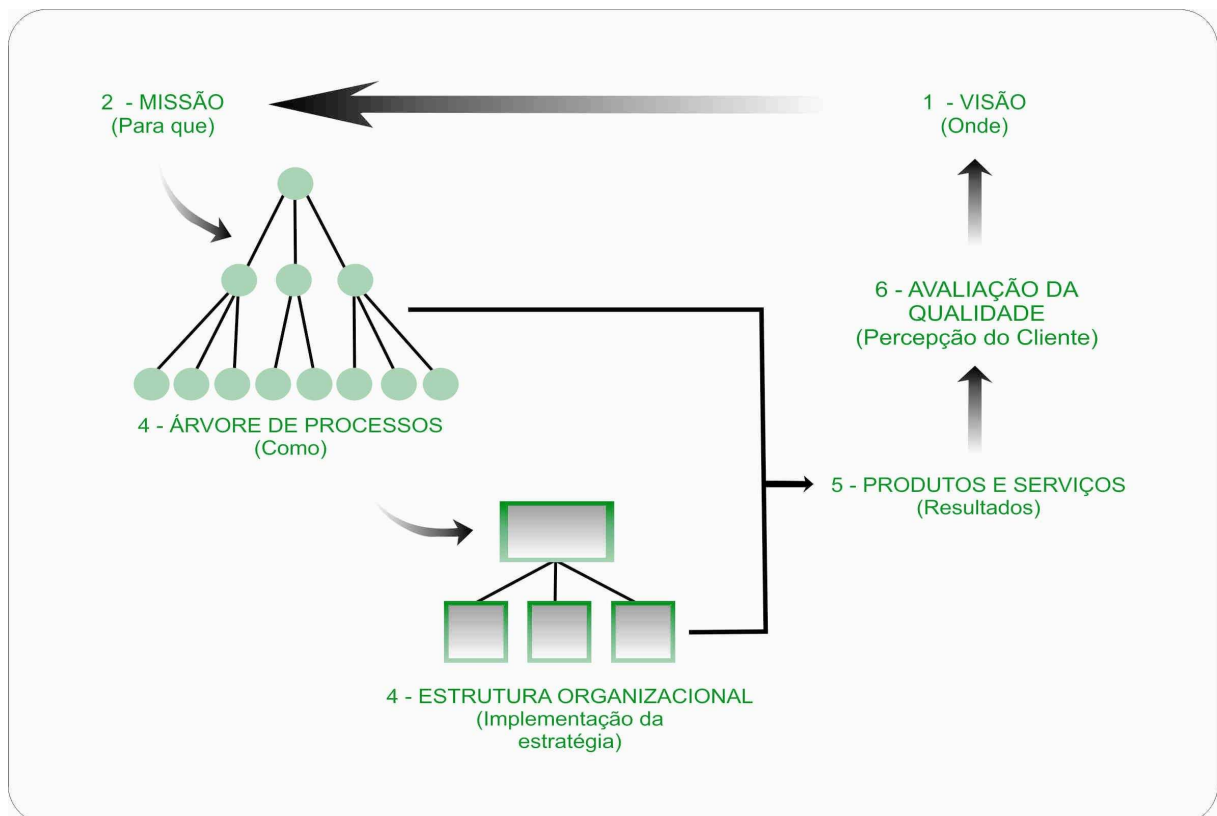 2 - MISSÃO
(Para que)
1 - VISÃO
(Onde)
6 - AVALIAÇÃO DA
QUALIDADE
(Percepção do Cliente)
4 - ÁRVORE DE PROCESSOS
(Como)
5 - PRODUTOS E SERVIÇOS
(Resultados)
4 - ESTRUTURA ORGANIZACIONAL
(Implementação da
estratégia)